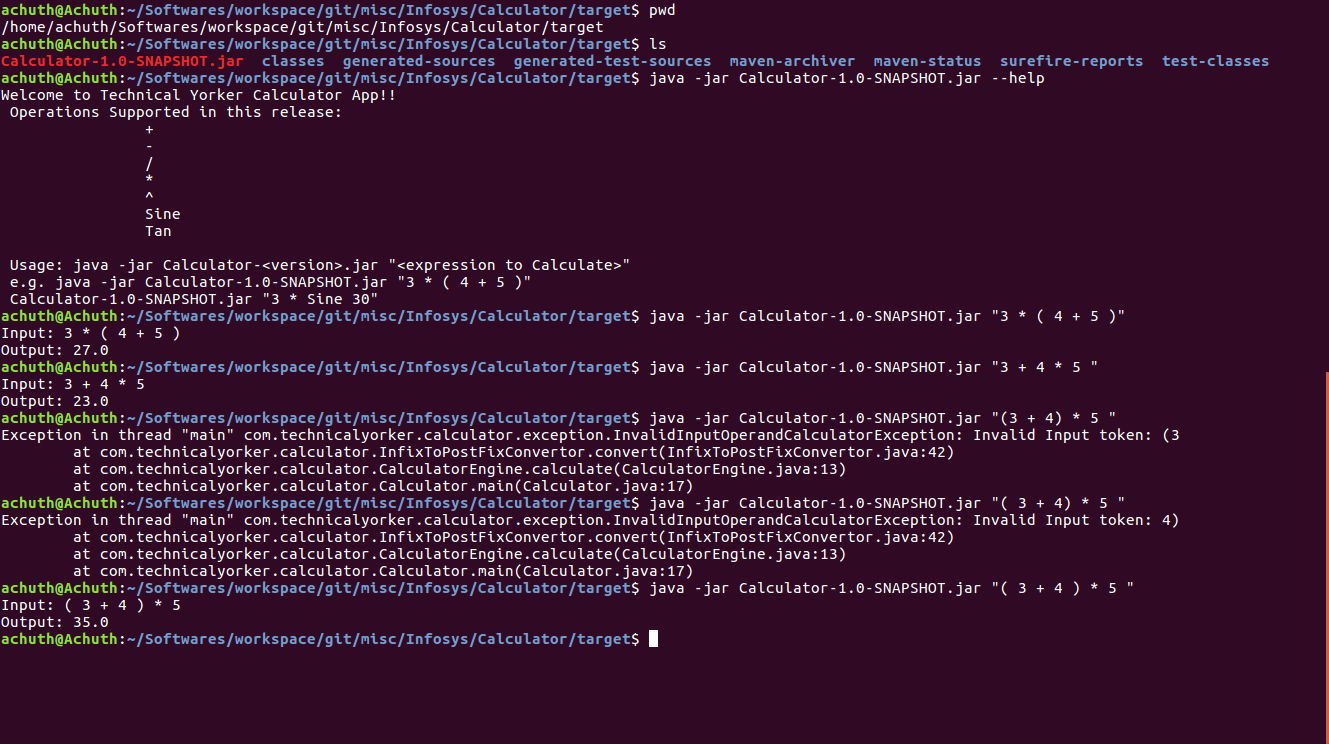 achuth@Achuth:~/Softwares/workspace/git/misc/Infosys/Calculator/target$ pwd
/home/achuth/Softwares/workspace/git/misc/Infosys/Calculator/target
achuth@Achuth:~/Softwares/workspace/git/misc/Infosys/Calculator/target$ ls
Calculator-1.0-SNAPSHOT.jar  classes  generated-sources  generated-test-sources  maven-archiver  maven-status  surefire-reports  test-classes
achuth@Achuth:~/Softwares/workspace/git/misc/Infosys/Calculator/target$ java -jar Calculator-1.0-SNAPSHOT.jar --help
Welcome to Technical Yorker Calculator App!!
 Operations Supported in this release:
                +
                -
                /
                *
                ^
                Sine
                Tan

 Usage: java -jar Calculator-<version>.jar "<expression to Calculate>"
 e.g. java -jar Calculator-1.0-SNAPSHOT.jar "3 * ( 4 + 5 )"
 Calculator-1.0-SNAPSHOT.jar "3 * Sine 30"
achuth@Achuth:~/Softwares/workspace/git/misc/Infosys/Calculator/target$ java -jar Calculator-1.0-SNAPSHOT.jar "3 * ( 4 + 5 )"
Input: 3 * ( 4 + 5 )
Output: 27.0
achuth@Achuth:~/Softwares/workspace/git/misc/Infosys/Calculator/target$ java -jar Calculator-1.0-SNAPSHOT.jar "3 + 4 * 5 "
Input: 3 + 4 * 5
Output: 23.0
achuth@Achuth:~/Softwares/workspace/git/misc/Infosys/Calculator/target$ java -jar Calculator-1.0-SNAPSHOT.jar "(3 + 4) * 5 "
Exception in thread "main" com.technicalyorker.calculator.exception.InvalidInputOperandCalculatorException: Invalid Input token: (3
        at com.technicalyorker.calculator.InfixToPostFixConvertor.convert(InfixToPostFixConvertor.java:42)
        at com.technicalyorker.calculator.CalculatorEngine.calculate(CalculatorEngine.java:13)
        at com.technicalyorker.calculator.Calculator.main(Calculator.java:17)
achuth@Achuth:~/Softwares/workspace/git/misc/Infosys/Calculator/target$ java -jar Calculator-1.0-SNAPSHOT.jar "( 3 + 4) * 5 "
Exception in thread "main" com.technicalyorker.calculator.exception.InvalidInputOperandCalculatorException: Invalid Input token: 4)
        at com.technicalyorker.calculator.InfixToPostFixConvertor.convert(InfixToPostFixConvertor.java:42)
        at com.technicalyorker.calculator.CalculatorEngine.calculate(CalculatorEngine.java:13)
        at com.technicalyorker.calculator.Calculator.main(Calculator.java:17)
achuth@Achuth:~/Softwares/workspace/git/misc/Infosys/Calculator/target$ java -jar Calculator-1.0-SNAPSHOT.jar "( 3 + 4 ) * 5 "
Input: ( 3 + 4 ) * 5
Output: 35.0
achuth@Achuth:~/Softwares/workspace/git/misc/Infosys/Calculator/target$